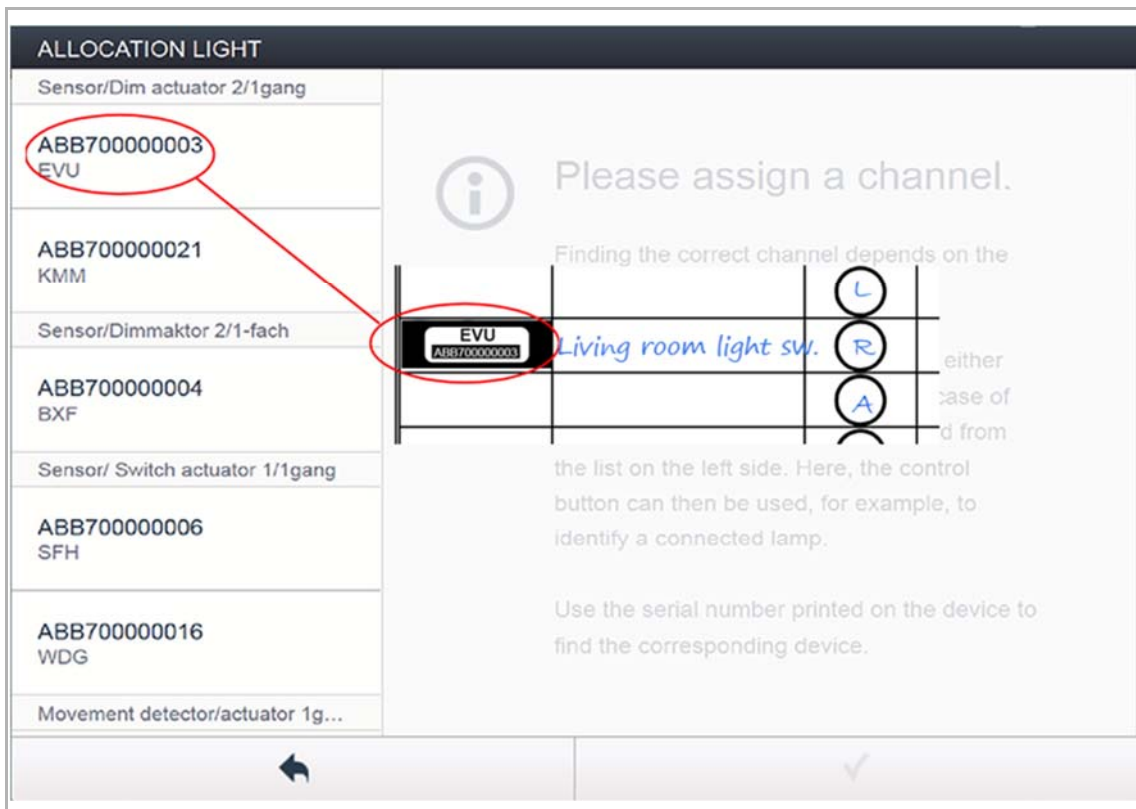 ALLOCATION LIGHT
Sensor/Dim actuator 2/1gang
ABB700000003
EVU
ABB700000021
KMM
Sensor/Dimmaktor 2/1-fach
ABB700000004
BXF
Sensor/ Switch actuator 1/1gang
ABB700000006
SFH
ABB700000016
WDG
Movement detector/actuator 1g...
Please assign a channel.
Finding the correct channel depends on the
L
EVU
ABB700000003
Living room light sw.
R
either
A
case of
d from
the list on the left side. Here, the control
button can then be used, for example, to
identify a connected lamp.
Use the serial number printed on the device to
find the corresponding device.